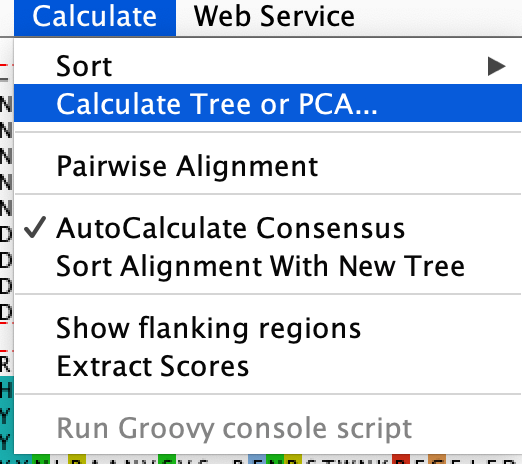 Calculate Web Service
Sort
Calculate Tree or PCA...
Pairwise Alignment
AutoCalculate Consensus
Sort Alignment With New Tree
Show flanking regions
Extract Scores
Run Groovy console script
N
N
N
N
N
D
D
D
D
R
H
Y
Y